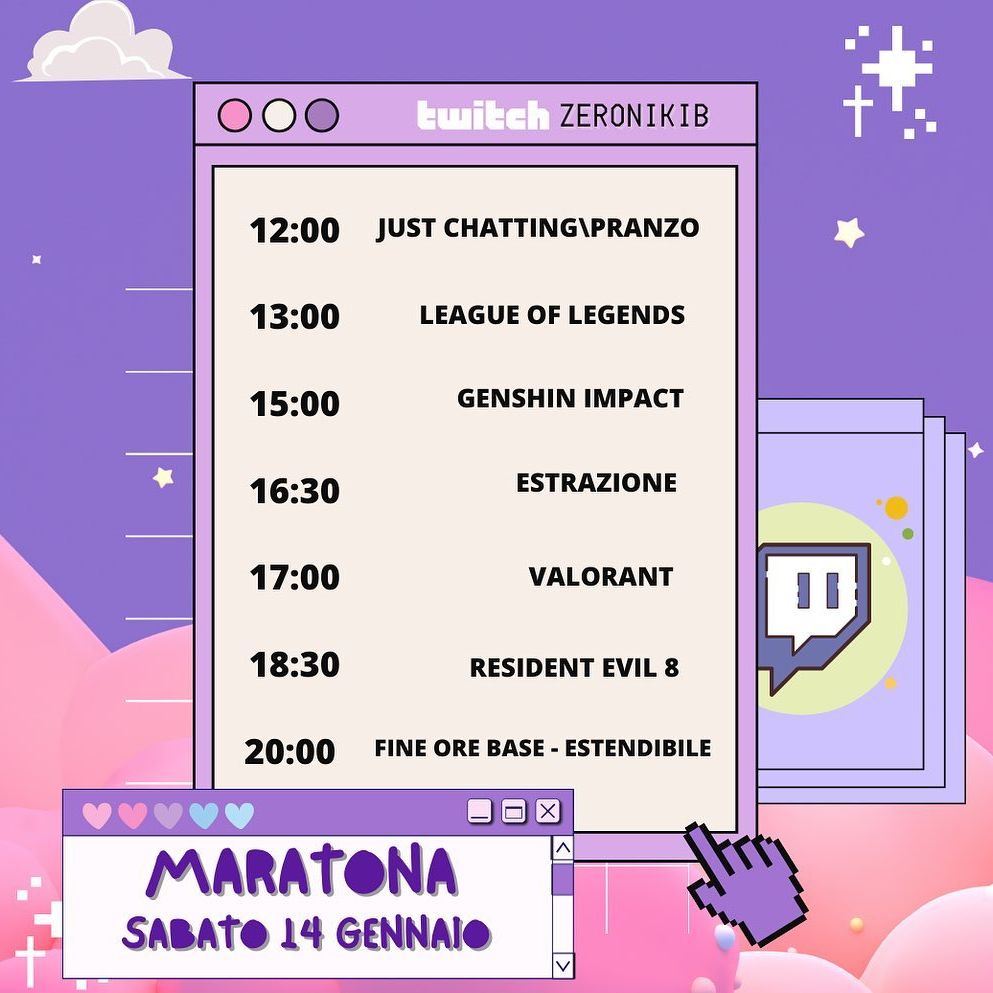 twitch ZERONIKIB
12:00 JUST CHATTING\PRANZO
13:00 LEAGUE OF LEGENDS
15:00 GENSHIN IMPACT
16:30 ESTRAZIONE
17:00 VALORANT
18:30 RESIDENT EVIL 8
20:00 FINE ORE BASE - ESTENDIBILE
MARATONA
SABATO 14 GENNAIO